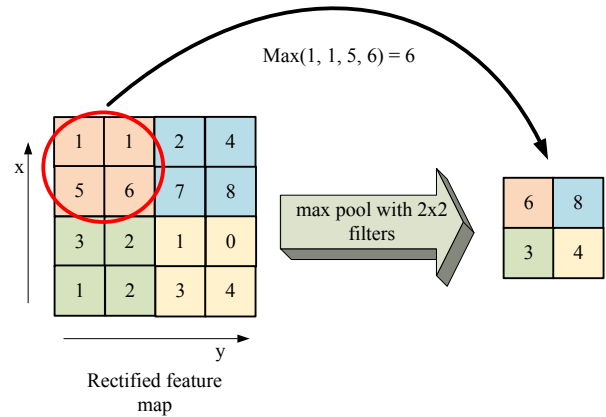 Max(1, 1, 5, 6) = 6
1 1 2 4
x
5 6 7 8
3 2 1 0
1 2 3 4
y
Rectified feature
map
max pool with 2x2
filters
6 8
3 4